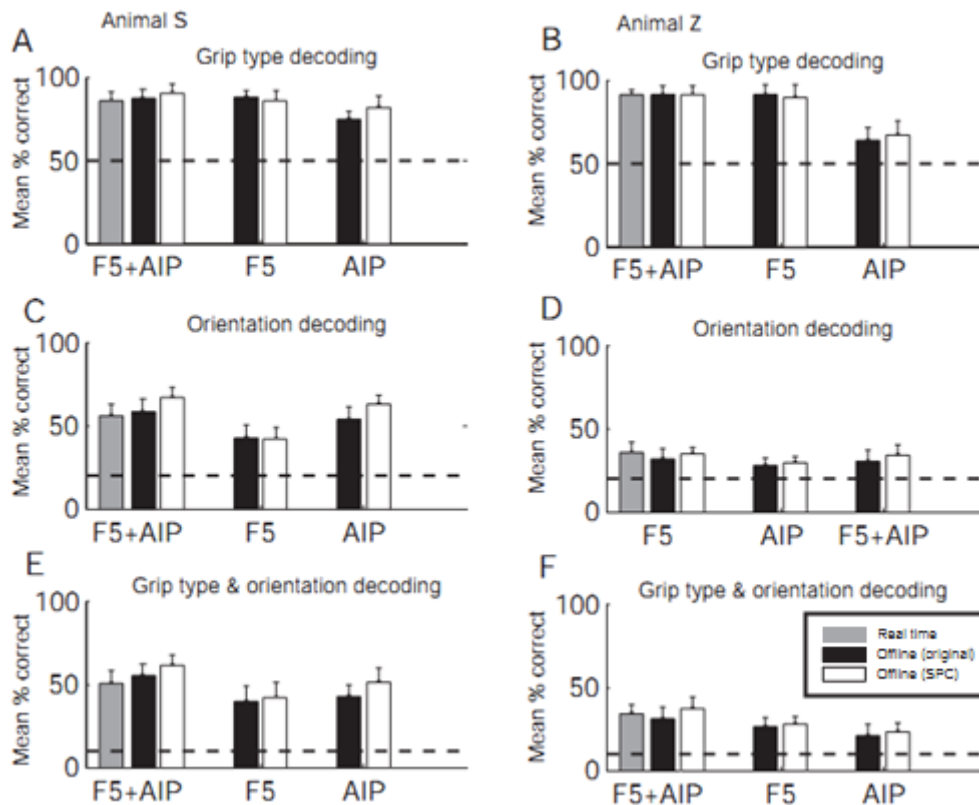 Animal S
A
Grip type decoding
Mean % correct
100
50
0
F5+AIP F5 AIP
Animal Z
B
Grip type decoding
Mean % correct
100
50
0
F5+AIP F5 AIP
C
Orientation decoding
Mean % correct
100
50
0
F5+AIP F5 AIP
D
Orientation decoding
Mean % correct
100
50
0
F5 AIP F5+AIP
E
Grip type & orientation decoding
Mean % correct
100
50
0
F5+AIP F5 AIP
F
Grip type & orientation decoding
Mean % correct
100
50
0
Real time
Offline (original)
Offline (SPC)
F5+AIP F5 AIP